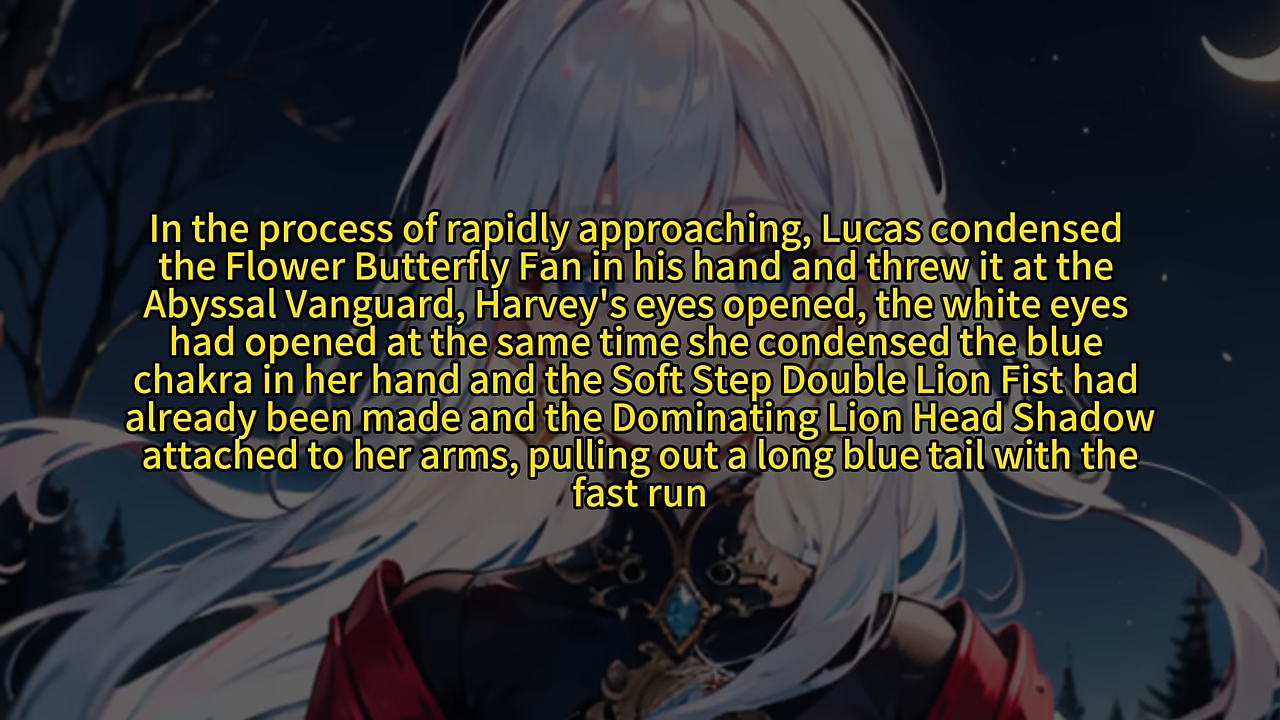 In the process of rapidly approaching, Lucas condensed
the Flower Butterfly Fan in his hand and threw it at the
Abyssal Vanguard, Harvey's eyes opened, the white eyes
had opened at the same time she condensed the blue
chakra in her hand and the Soft Step Double Lion Fist had
already been made and the Dominating Lion Head Shadow
attached to her arms, pulling out a long blue tail with the
fast run